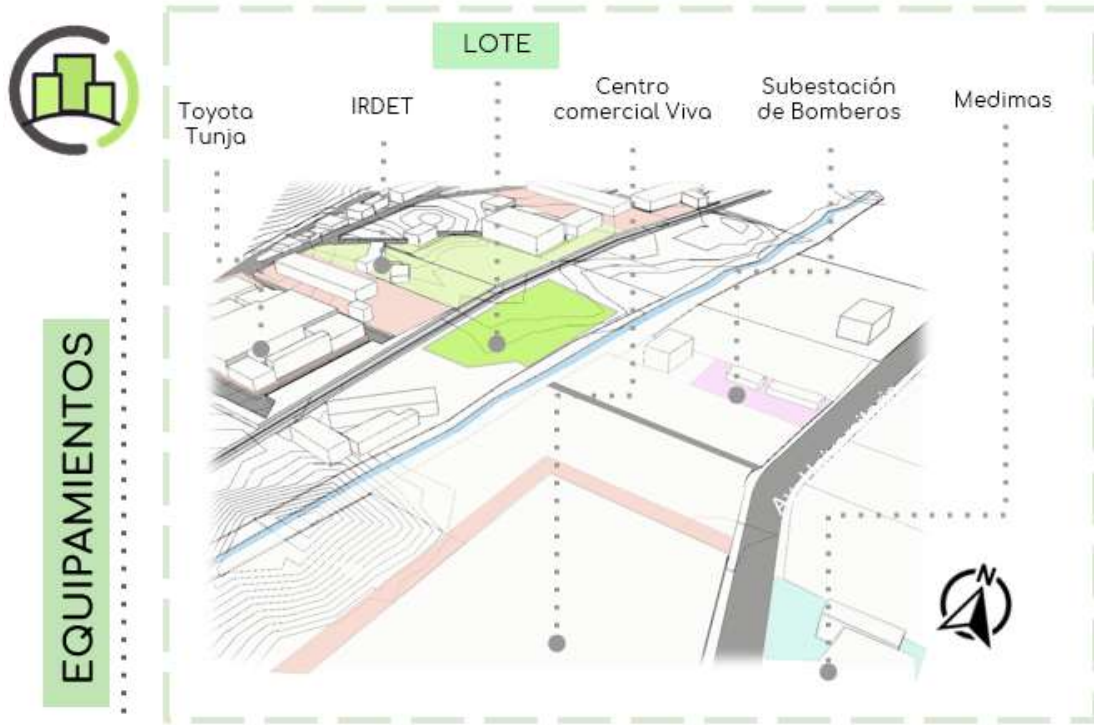 LOTE
Toyota
Tunja
IRDET
Centro
comercial Viva
Subestación
de Bomberos
Medimas
EQUIPAMIENTOS
N